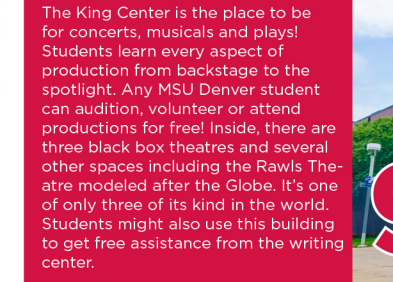 The King Center is the place to be
for concerts, musicals and plays!
Students learn every aspect of
production from backstage to the
spotlight. Any MSU Denver student
can audition, volunteer or attend
productions for free! Inside, there are
three black box theatres and several
other spaces including the Rawls The-
atre modeled after the Globe. It's one
of only three of its kind in the world.
Students might also use this building
to get free assistance from the writing
center.